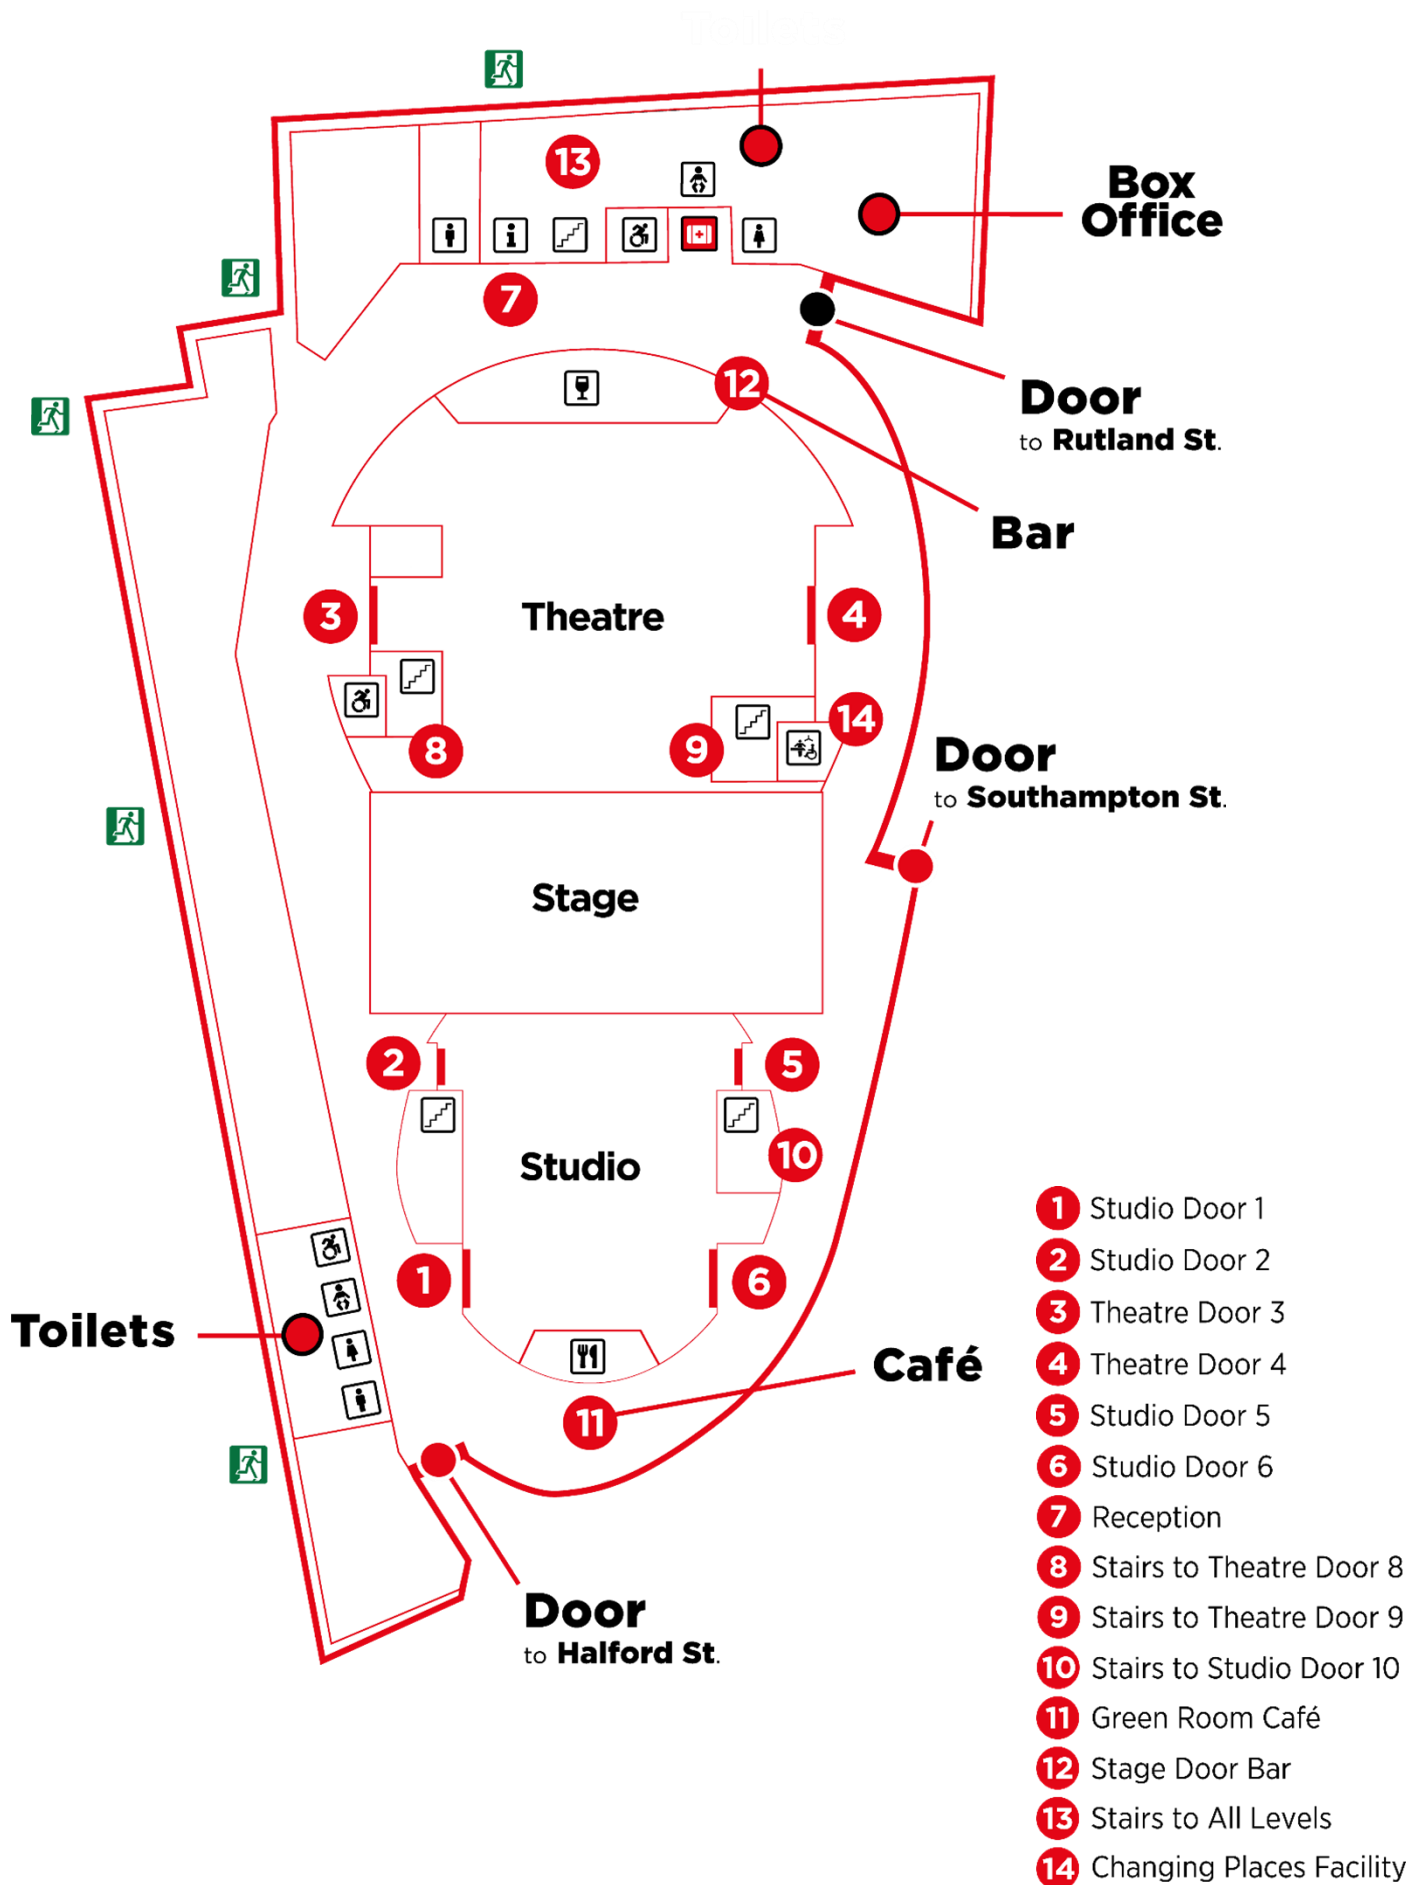 13
Box
Office
7
12
Door
to Rutland St.
Bar
3
Theatre
4
8
9
14
Door
to Southampton St.
Stage
2
5
Studio
10
1
6
Toilets
Café
11
Door
to Halford St.
1 Studio Door 1
2 Studio Door 2
3 Theatre Door 3
4 Theatre Door 4
5 Studio Door 5
6 Studio Door 6
7 Reception
8 Stairs to Theatre Door 8
9 Stairs to Theatre Door 9
10 Stairs to Studio Door 10
11 Green Room Café
12 Stage Door Bar
13 Stairs to All Levels
14 Changing Places Facility